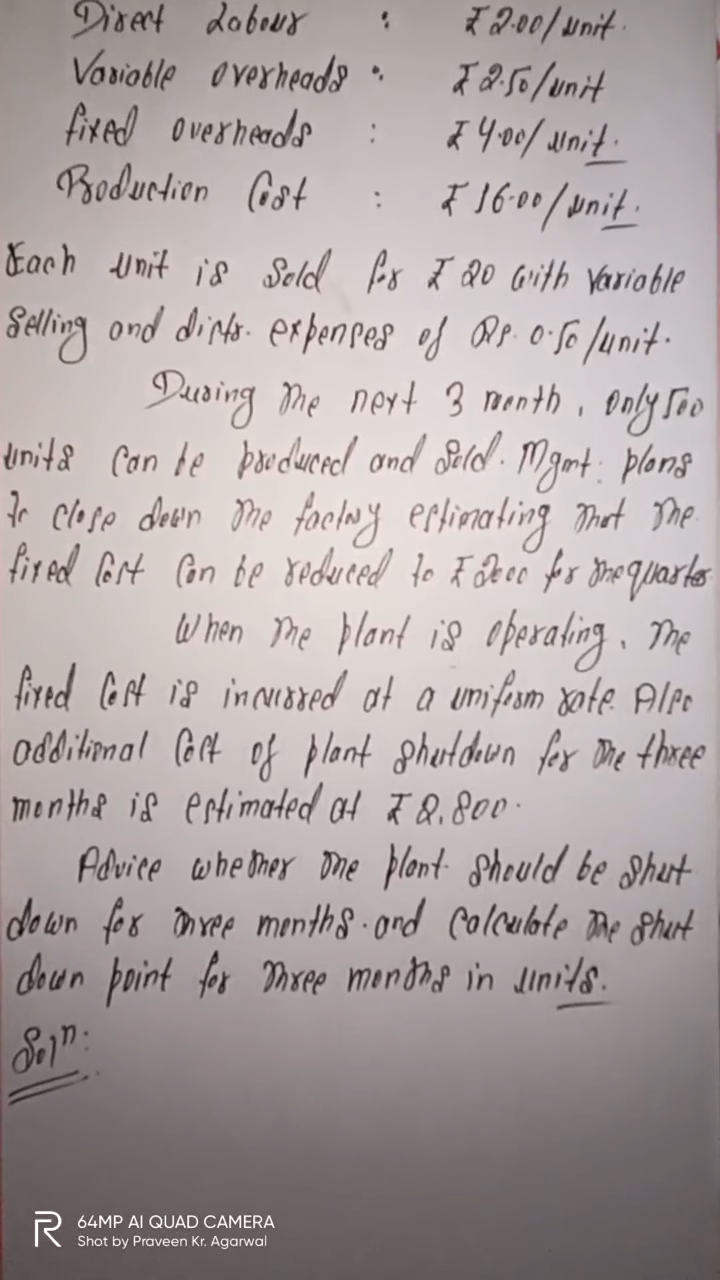 Direct Labour : ₹ 2.00/unit.
Variable overheads : ₹ 2.50/unit
fixed overheads : ₹ 4.00/unit.
Production Cost : ₹ 16.00/unit.
Each unit is sold for ₹ 20 with variable
Selling and distr. expenses of Rs. 0.50/unit.
During the next 3 month, only 500
units can be produced and sold. Mgmt: plans
to close down the factory estimating that the
fixed Cost Can be reduced to ₹ 2000 for the quarter
When the plant is operating, the
fixed Cost is incurred at a uniform rate. Also
additional Cost of plant shutdown for the three
months is estimated at ₹ 2,800.
Advice whether the plant should be shut
down for three months. and calculate the shut
down point for three months in units.
Solⁿ:
R
64MP AI QUAD CAMERA
Shot by Praveen Kr. Agarwal